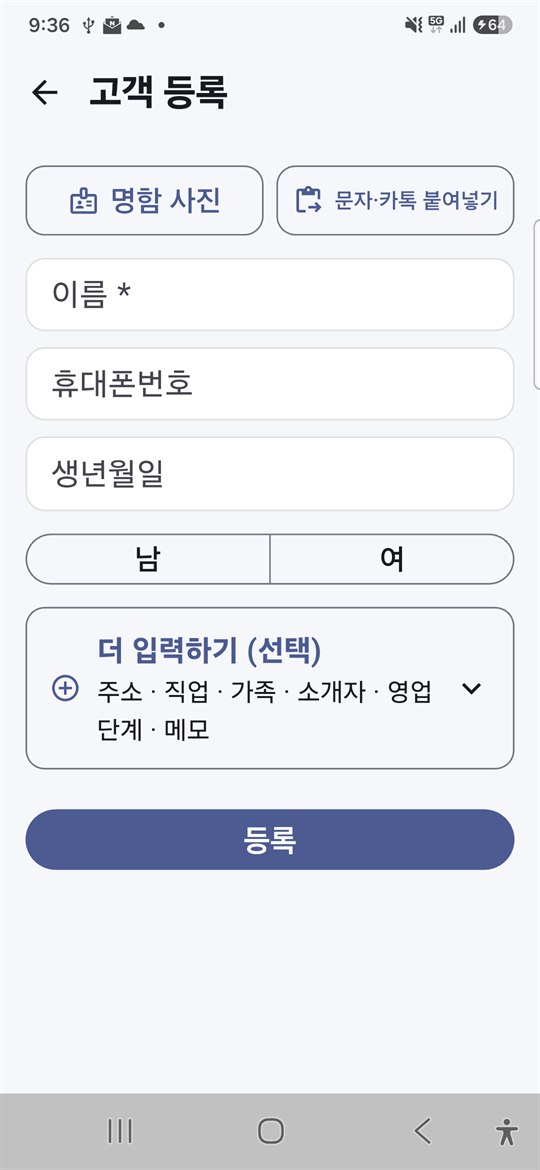 9:36
5G
64
고객 등록
명함 사진
문자·카톡 붙여넣기
이름 *
휴대폰번호
생년월일
남
여
더 입력하기 (선택)
주소 · 직업 · 가족 · 소개자 · 영업
단계 · 메모
등록